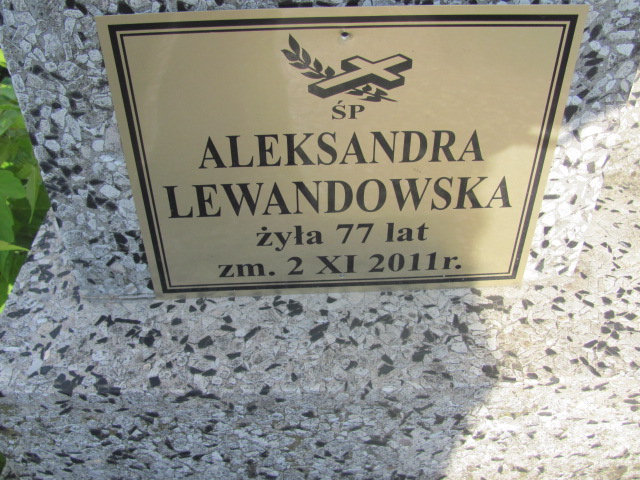 ŚP
ALEKSANDRA
LEWANDOWSKA
żyła 77 lat
zm. 2 XI 2011r.